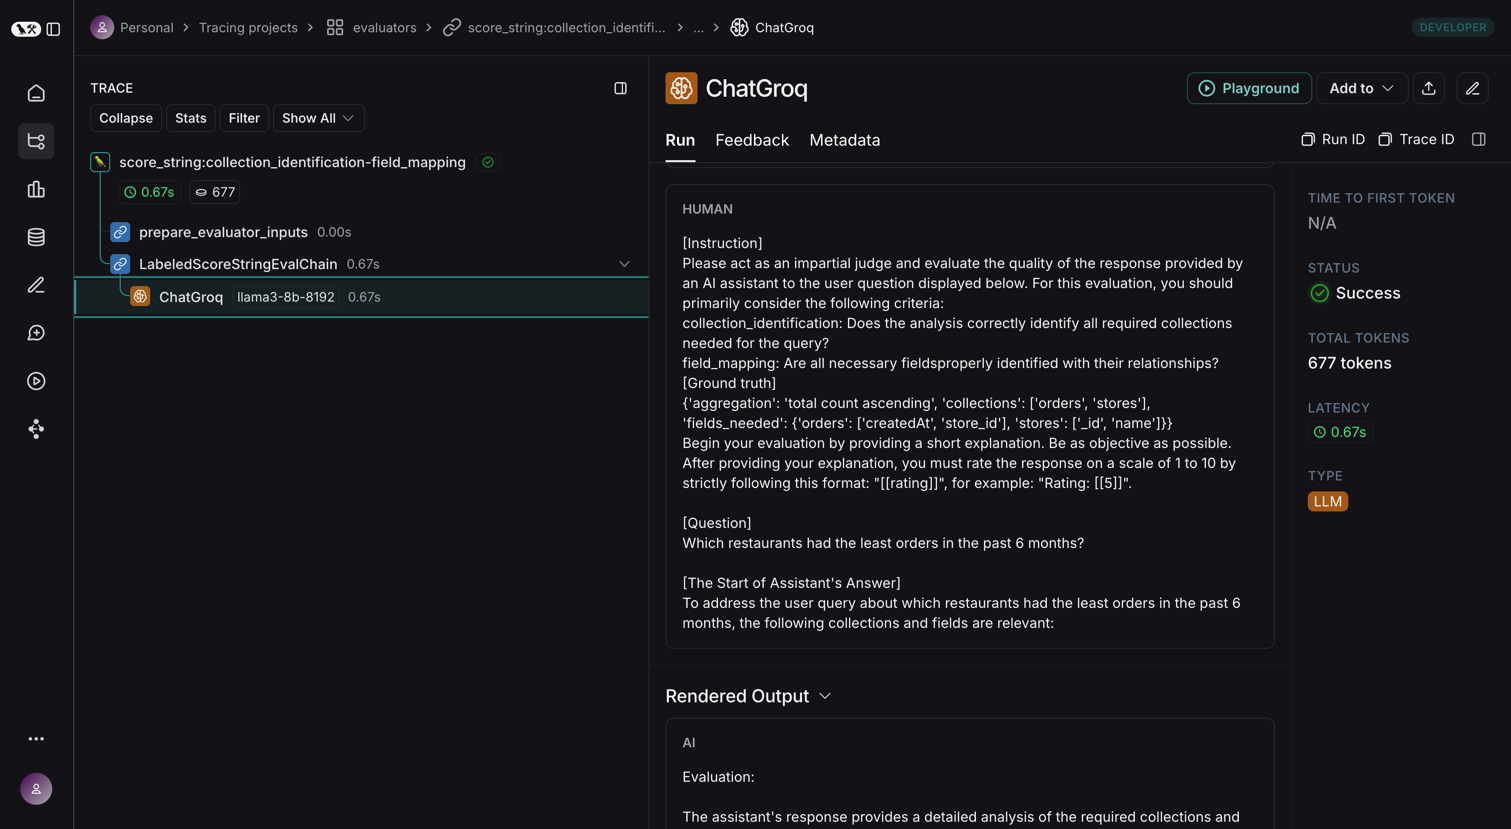 Personal > Tracing projects > evaluators > score_string:collection_identifi... > ... > ChatGroq
DEVELOPER
TRACE
Collapse Stats Filter Show All
score_string:collection_identification-field_mapping
0.67s 677
prepare_evaluator_inputs 0.00s
LabeledScoreStringEvalChain 0.67s
ChatGroq llama3-8b-8192 0.67s
ChatGroq
Playground Add to
Run Feedback Metadata
Run ID Trace ID
HUMAN
[Instruction]
Please act as an impartial judge and evaluate the quality of the response provided by
an AI assistant to the user question displayed below. For this evaluation, you should
primarily consider the following criteria:
collection_identification: Does the analysis correctly identify all required collections
needed for the query?
field_mapping: Are all necessary fieldsproperly identified with their relationships?
[Ground truth]
{'aggregation': 'total count ascending', 'collections': ['orders', 'stores'],
'fields_needed': {'orders': ['createdAt', 'store_id'], 'stores': ['_id', 'name']}}
Begin your evaluation by providing a short explanation. Be as objective as possible.
After providing your explanation, you must rate the response on a scale of 1 to 10 by
strictly following this format: "[[rating]]", for example: "Rating: [[5]]".
[Question]
Which restaurants had the least orders in the past 6 months?
[The Start of Assistant's Answer]
To address the user query about which restaurants had the least orders in the past 6
months, the following collections and fields are relevant:
Rendered Output
AI
Evaluation:
The assistant's response provides a detailed analysis of the required collections and
TIME TO FIRST TOKEN
N/A
STATUS
Success
TOTAL TOKENS
677 tokens
LATENCY
0.67s
TYPE
LLM